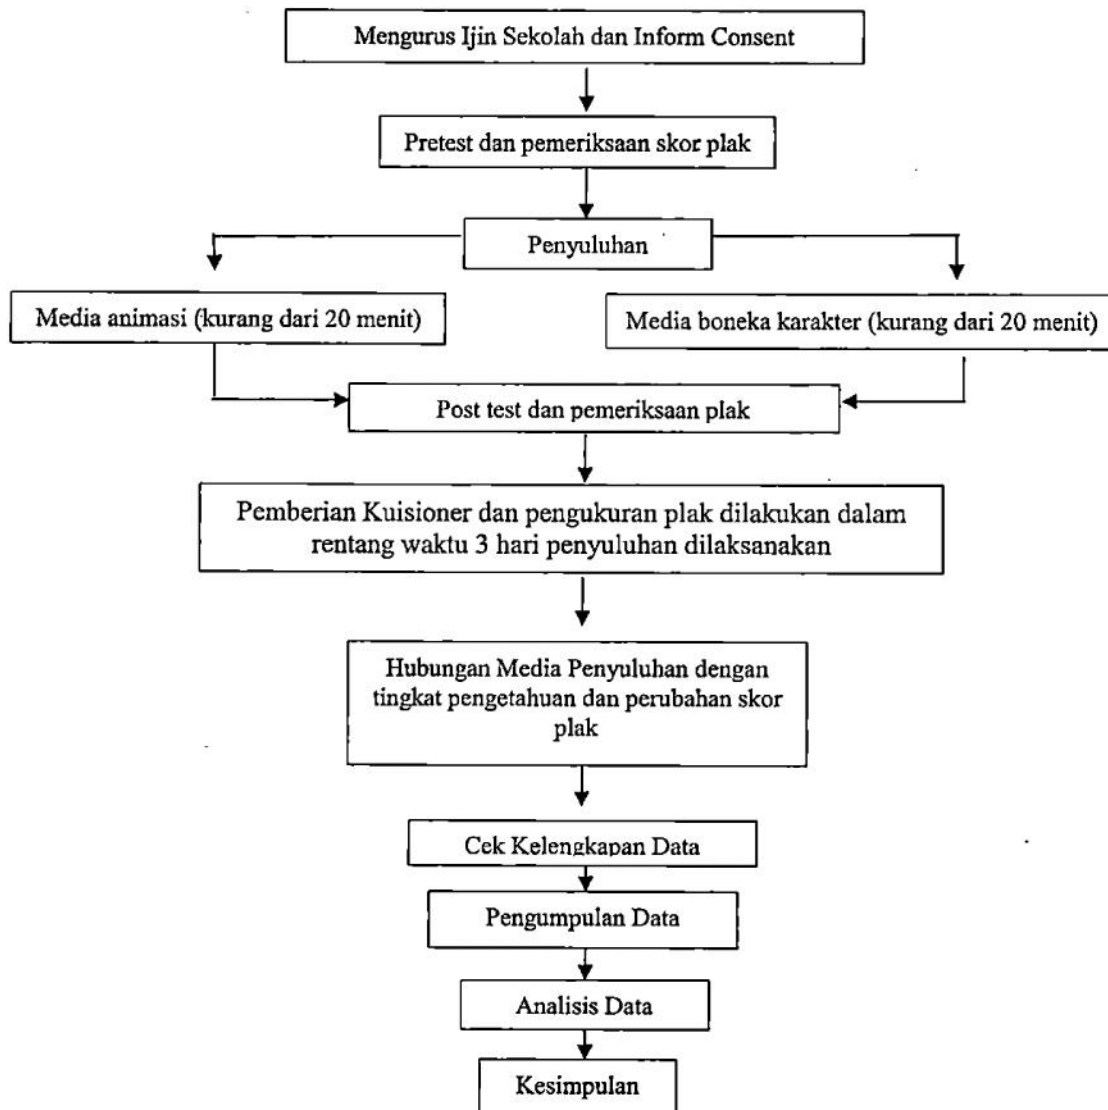 Mengurus Ijin Sekolah dan Inform Consent
Pretest dan pemeriksaan skor plak
Penyuluhan
Media animasi (kurang dari 20 menit)
Media boneka karakter (kurang dari 20 menit)
Post test dan pemeriksaan plak
Pemberian Kuisioner dan pengukuran plak dilakukan dalam
rentang waktu 3 hari penyuluhan dilaksanakan
Hubungan Media Penyuluhan dengan
tingkat pengetahuan dan perubahan skor
plak
Cek Kelengkapan Data
Pengumpulan Data
Analisis Data
Kesimpulan